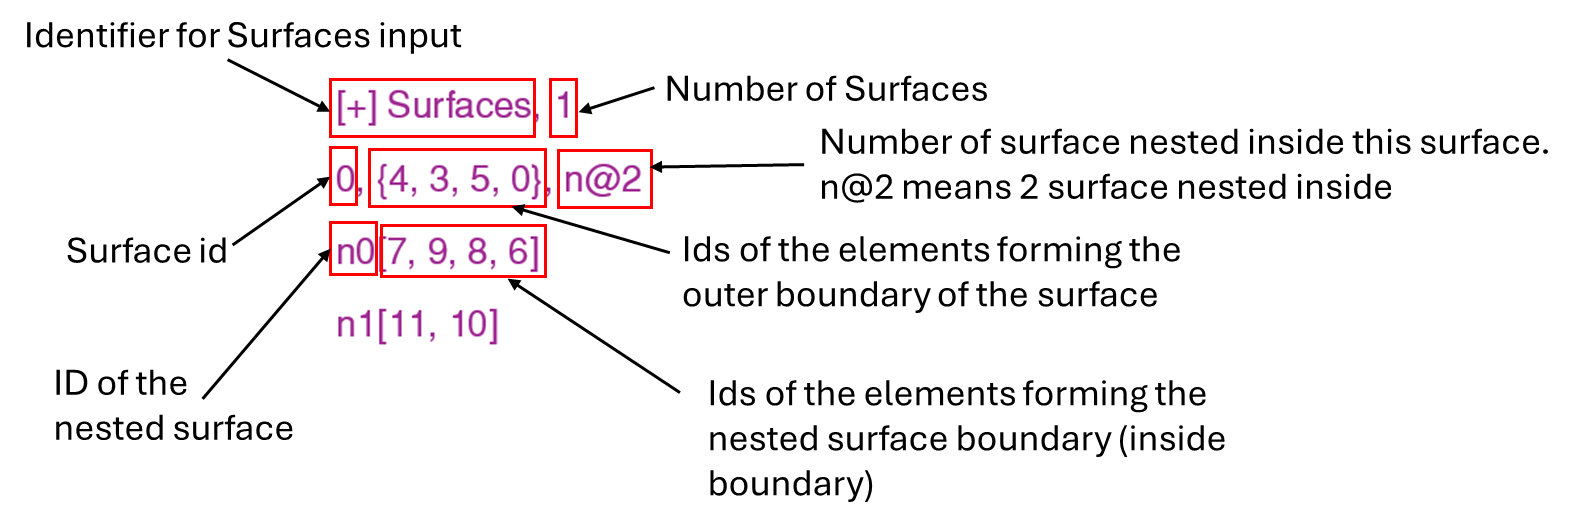 Identifier for Surfaces input
[+] Surfaces, 1
Number of Surfaces
Number of surface nested inside this surface.
n@2 means 2 surface nested inside
0, {4, 3, 5, 0}, n@2
Surface id
n0[7, 9, 8, 6]
Ids of the elements forming the
outer boundary of the surface
n1[11, 10]
ID of the
nested surface
Ids of the elements forming the
nested surface boundary (inside
boundary)